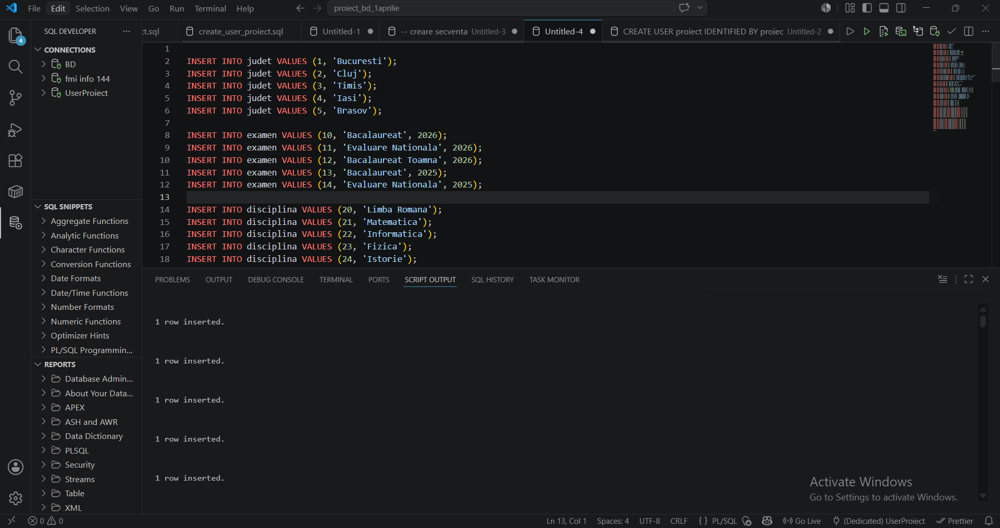 File Edit Selection View Go Run Terminal Help
proiect_bd_1aprilie
SQL DEVELOPER
ct.sql
create_user_proiect.sql
Untitled-1
-- creare secventa Untitled-3
Untitled-4
CREATE USER proiect IDENTIFIED BY proiec Untitled-2
4
CONNECTIONS
BD
fmi info 144
UserProiect
SQL SNIPPETS
Aggregate Functions
Analytic Functions
Character Functions
Conversion Functions
Date Formats
Date/Time Functions
Number Formats
Numeric Functions
Optimizer Hints
PL/SQL Programmin...
REPORTS
Database Admin...
About Your Data...
APEX
ASH and AWR
Data Dictionary
PLSQL
Security
Streams
Table
XML
1
2 INSERT INTO judet VALUES (1, 'Bucuresti');
3 INSERT INTO judet VALUES (2, 'Cluj');
4 INSERT INTO judet VALUES (3, 'Timis');
5 INSERT INTO judet VALUES (4, 'Iasi');
6 INSERT INTO judet VALUES (5, 'Brasov');
7
8 INSERT INTO examen VALUES (10, 'Bacalaureat', 2026);
9 INSERT INTO examen VALUES (11, 'Evaluare Nationala', 2026);
10 INSERT INTO examen VALUES (12, 'Bacalaureat Toamna', 2026);
11 INSERT INTO examen VALUES (13, 'Bacalaureat', 2025);
12 INSERT INTO examen VALUES (14, 'Evaluare Nationala', 2025);
13
14 INSERT INTO disciplina VALUES (20, 'Limba Romana');
15 INSERT INTO disciplina VALUES (21, 'Matematica');
16 INSERT INTO disciplina VALUES (22, 'Informatica');
17 INSERT INTO disciplina VALUES (23, 'Fizica');
18 INSERT INTO disciplina VALUES (24, 'Istorie');
PROBLEMS OUTPUT DEBUG CONSOLE TERMINAL PORTS SCRIPT OUTPUT SQL HISTORY TASK MONITOR
1 row inserted.
1 row inserted.
1 row inserted.
1 row inserted.
1 row inserted.
Activate Windows
Go to Settings to activate Windows.
0 0
Ln 13, Col 1 Spaces: 4 UTF-8 CRLF { } PL/SQL Go Live (Dedicated) UserProiect Prettier